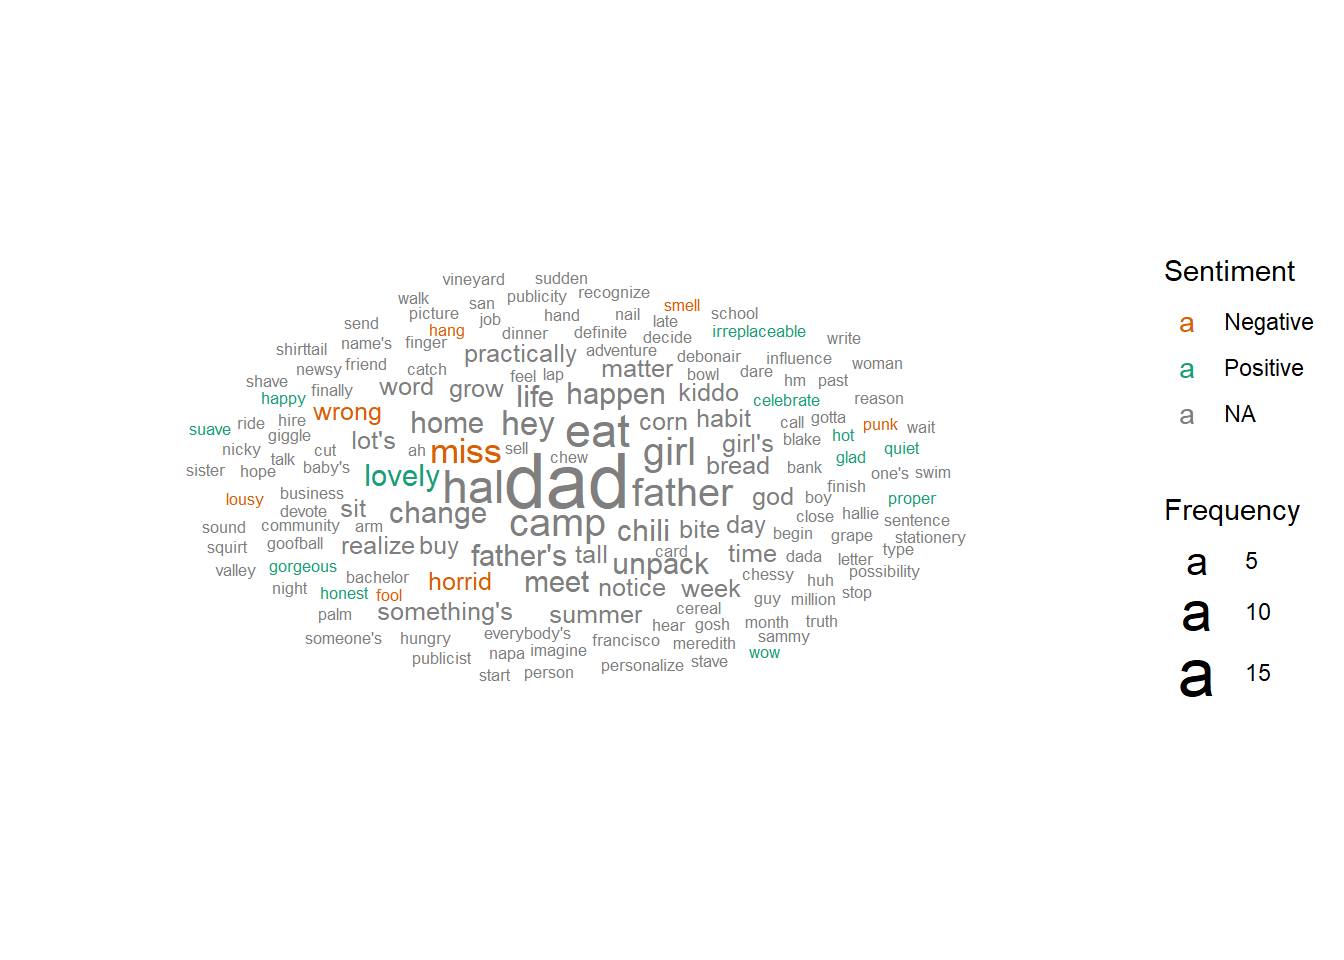 vineyard sudden
walk picture san publicity recognize
smell
send hang job hand nail late school
irreplaceable
shirttail name's finger dinner definite decide write
practically adventure debonair influence woman
newsy friend catch feel lap matter bowl dare hm past
shave finally word grow life happen kiddo celebrate reason
happy
suave ride hire wrong home hey eat corn habit call gotta punk wait
nicky giggle lot's ah miss sell girl girl's blake hot quiet
talk cut chew glad
sister hope baby's lovely hal dad father bread bank one's swim
lousy business sit change god boy finish proper
devote
sound community arm camp chili bite day close hallie sentence
squirt goofball realize buy begin grape stationery
valley gorgeous father's tall unpack card time dada letter type
night bachelor horrid meet notice week chessy huh possibility
honest fool guy million stop
palm something's summer cereal
hear gosh month truth
someone's hungry everybody's francisco meredith sammy
publicist napa imagine wow
start person personalize stave
Sentiment
a Negative
a Positive
a NA
Frequency
a 5
a 10
a 15